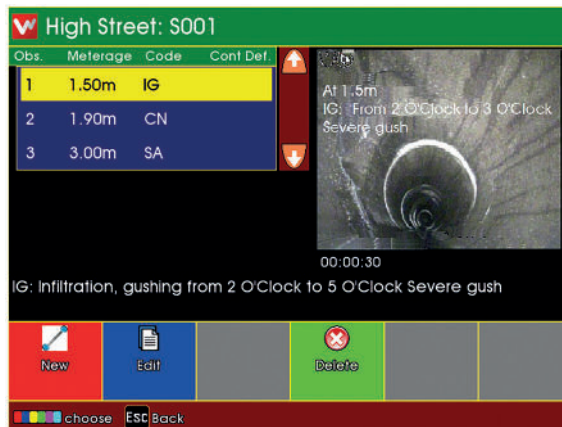 High Street: S001
Obs. Meterage Code Cont Def.
1 1.50m IG
2 1.90m CN
3 3.00m SA
At 1.5m
IG: From 2 O'Clock to 3 O'Clock
Severe gush
00:00:30
IG: Infiltration, gushing from 2 O'Clock to 5 O'Clock Severe gush
New Edit Delete
choose ESC Back